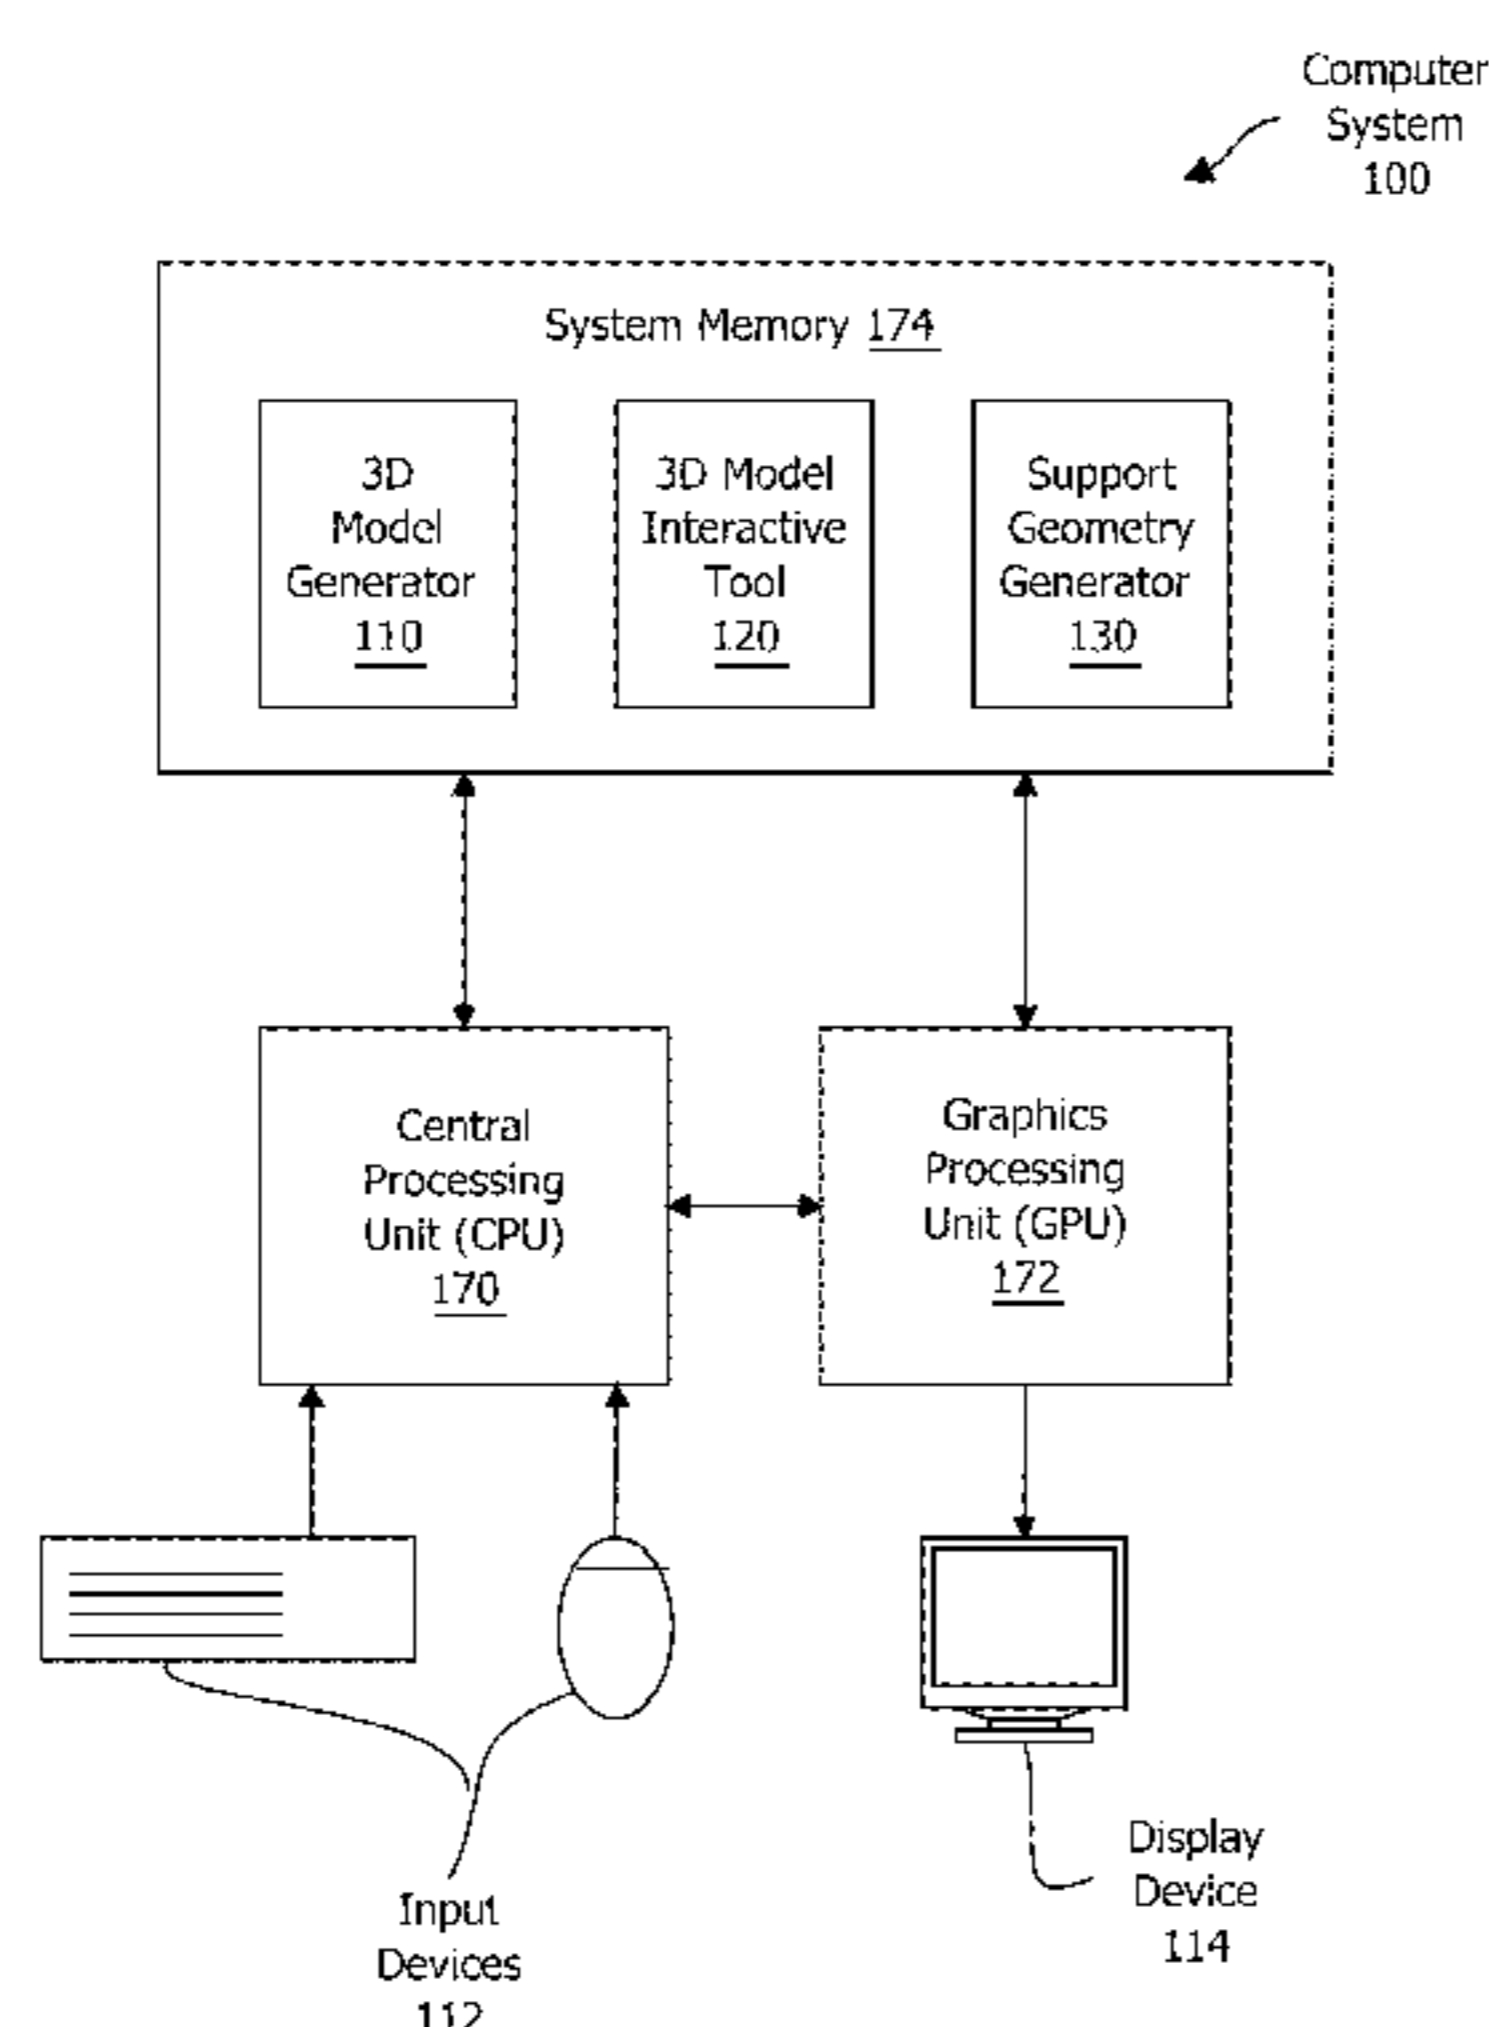 Computer
System
100
System Memory 174
3D
Model
Generator
110
3D Model
Interactive
Tool
120
Support
Geometry
Generator
130
Central
Processing
Unit (CPU)
170
Graphics
Processing
Unit (GPU)
172
Input
Devices
112
Display
Device
114